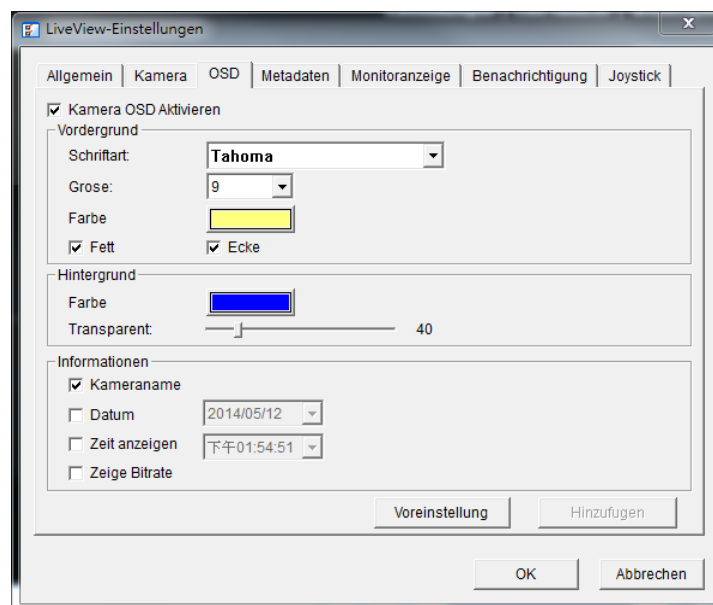 LiveView-Einstellungen
x
Allgemein Kamera OSD Metadaten Monitoranzeige Benachrichtigung Joystick
Kamera OSD Aktivieren
Vordergrund
Schriftart: Tahoma
Grose: 9
Farbe
Fett Ecke
Hintergrund
Farbe
Transparent: 40
Informationen
Kameraname
Datum 2014/05/12
Zeit anzeigen 下午01:54:51
Zeige Bitrate
Voreinstellung Hinzufugen
OK Abbrechen